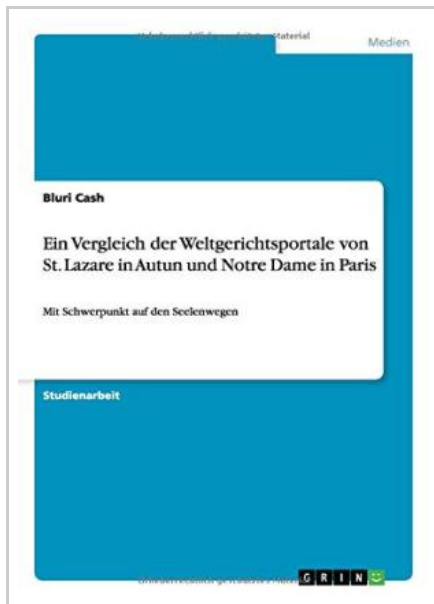 Medien
Bluri Cash
Ein Vergleich der Weltgerichtsportale von
St. Lazare in Autun und Notre Dame in Paris
Mit Schwerpunkt auf den Seelenwegen
Studienarbeit
GRIN